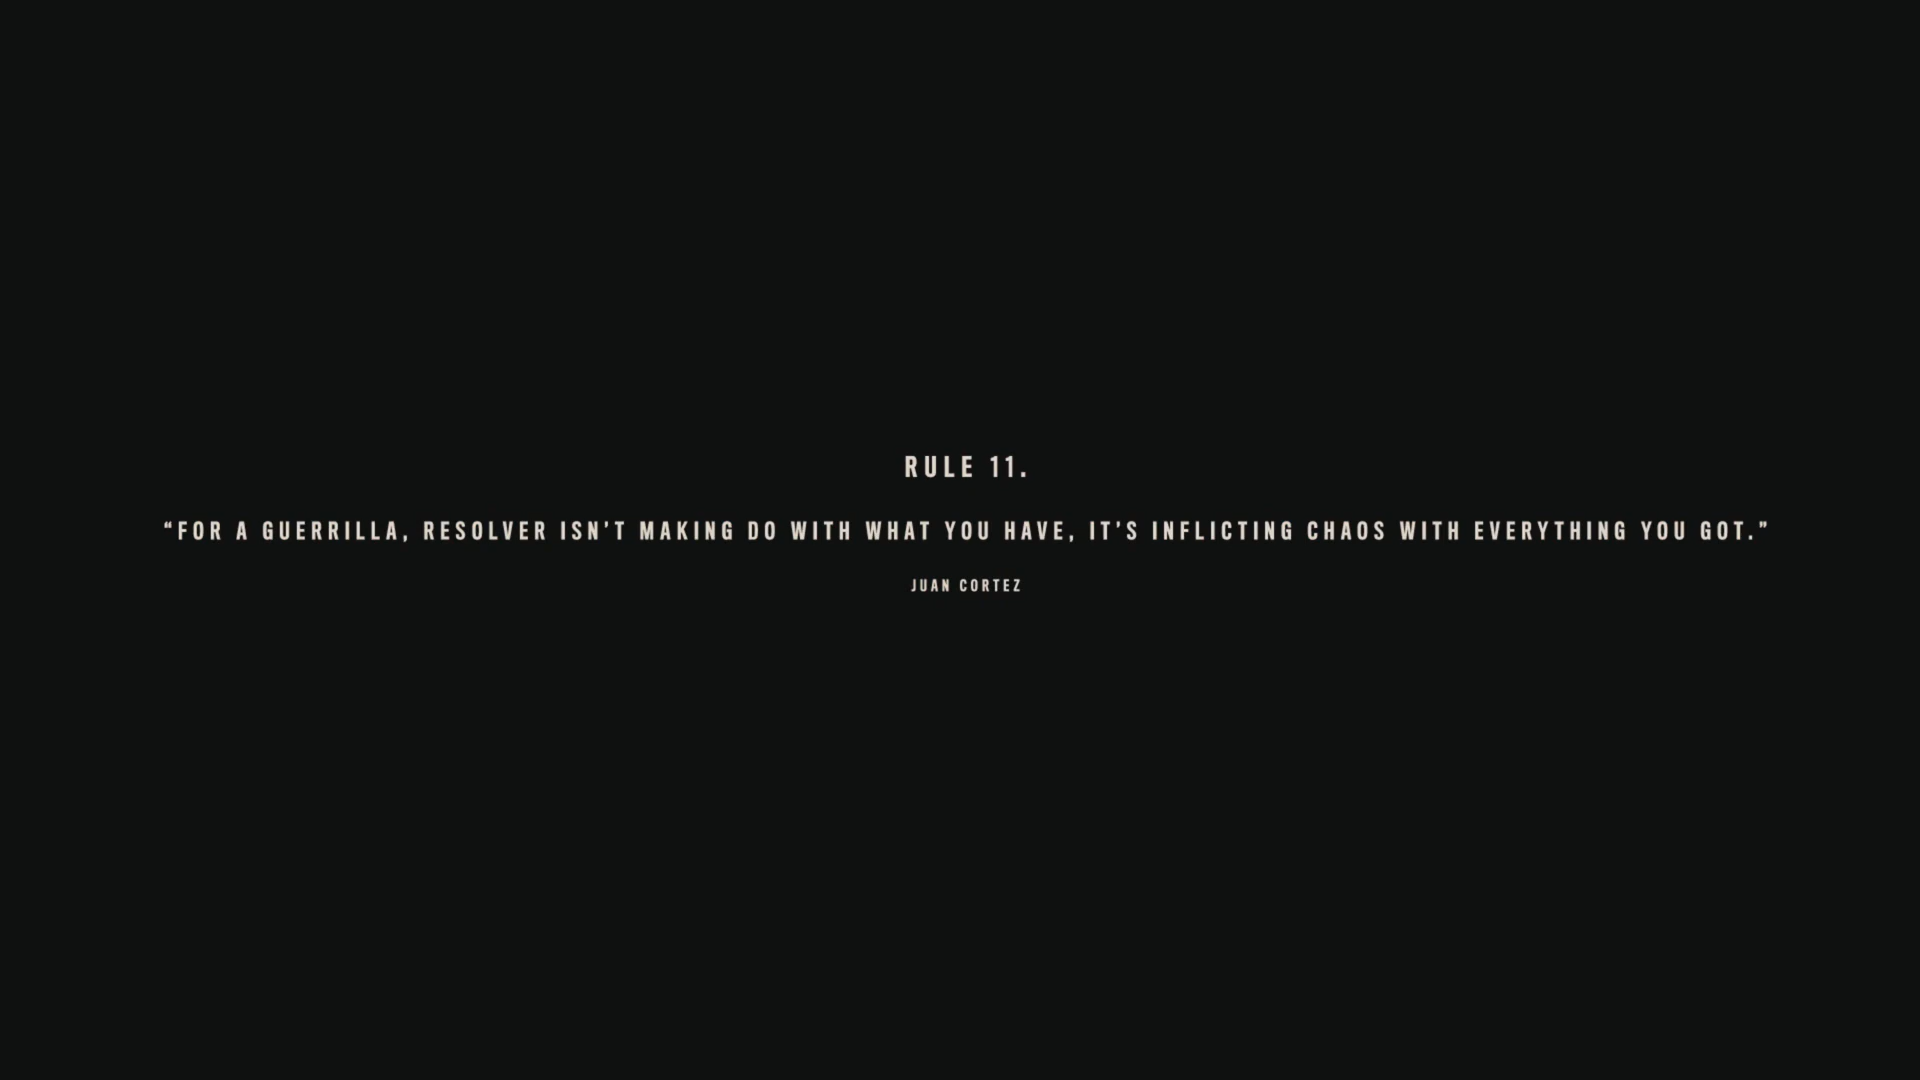 RULE 11.
“FOR A GUERRILLA, RESOLVER ISN’T MAKING DO WITH WHAT YOU HAVE, IT’S INFLICTING CHAOS WITH EVERYTHING YOU GOT.”
JUAN CORTEZ